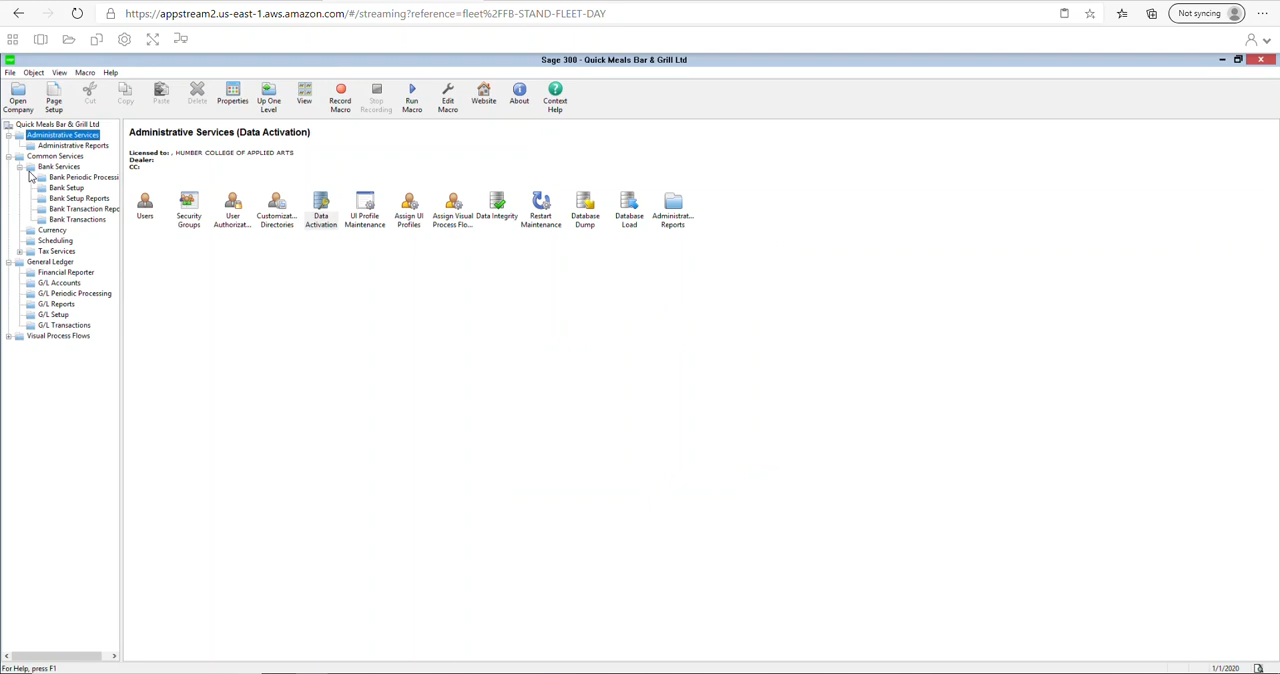 https://appstream2.us-east-1.aws.amazon.com/#/streaming?reference=fleet%2FFB-STAND-FLEET-DAY
Not syncing
Sage 300 - Quick Meals Bar & Grill Ltd
File Object View Macro Help
Open Company
Page Setup
Cut
Copy
Paste
Delete
Properties
Up One Level
View
Record Macro
Stop Recording
Run Macro
Edit Macro
Website
About
Context Help
Quick Meals Bar & Grill Ltd
Administrative Services
Administrative Reports
Common Services
Bank Services
Bank Periodic Processi
Bank Setup
Bank Setup Reports
Bank Transaction Repo
Bank Transactions
Currency
Scheduling
Tax Services
General Ledger
Financial Reporter
G/L Accounts
G/L Periodic Processing
G/L Reports
G/L Setup
G/L Transactions
Visual Process Flows
Administrative Services (Data Activation)
Licensed to: , HUMBER COLLEGE OF APPLIED ARTS
Dealer:
CC:
Users
Security Groups
User Authorizat...
Customizat... Directories
Data Activation
UI Profile Maintenance
Assign UI Profiles
Assign Visual Process Flo...
Data Integrity
Restart Maintenance
Database Dump
Database Load
Administrat... Reports
For Help, press F1
1/1/2020